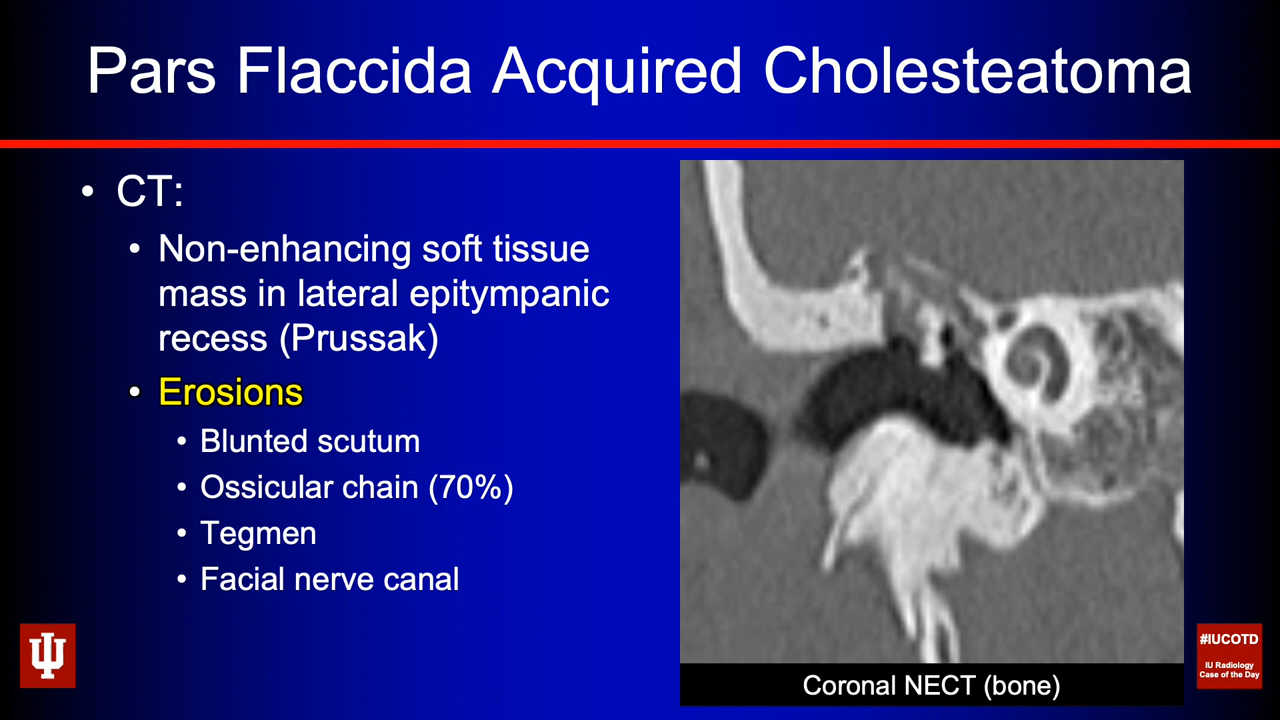 Pars Flaccida Acquired Cholesteatoma
• CT:
• Non-enhancing soft tissue
mass in lateral epitympanic
recess (Prussak)
• Erosions
• Blunted scutum
• Ossicular chain (70%)
• Tegmen
• Facial nerve canal
Coronal NECT (bone)
#IUCOTD
IU Radiology
Case of the Day